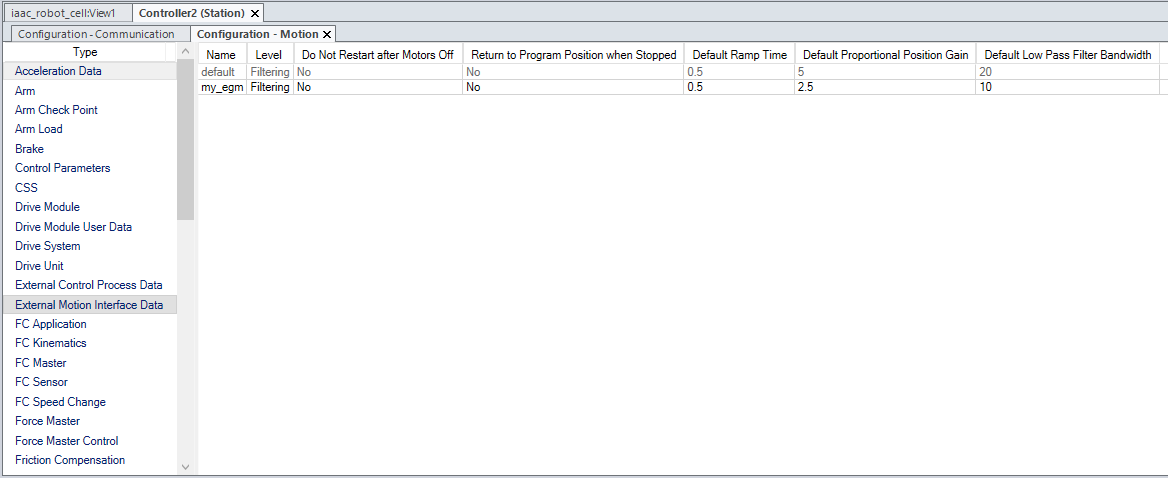 iaac_robot_cell:View1 Controller2 (Station)
Configuration - Communication Configuration - Motion
Type
Acceleration Data
Arm
Arm Check Point
Arm Load
Brake
Control Parameters
CSS
Drive Module
Drive Module User Data
Drive System
Drive Unit
External Control Process Data
External Motion Interface Data
FC Application
FC Kinematics
FC Master
FC Sensor
FC Speed Change
Force Master
Force Master Control
Friction Compensation
Name Level Do Not Restart after Motors Off Return to Program Position when Stopped Default Ramp Time Default Proportional Position Gain Default Low Pass Filter Bandwidth
default Filtering No No 0.5 5 20
my_egm Filtering No No 0.5 2.5 10